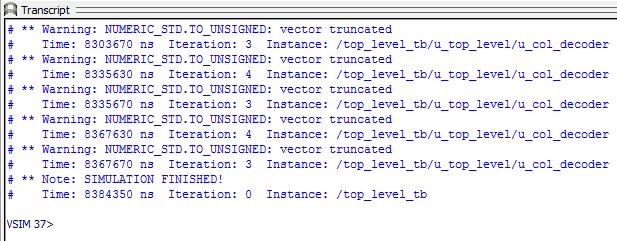 Transcript
# ** Warning: NUMERIC_STD.TO_UNSIGNED: vector truncated
#    Time: 8303670 ns  Iteration: 3  Instance: /top_level_tb/u_top_level/u_col_decoder
# ** Warning: NUMERIC_STD.TO_UNSIGNED: vector truncated
#    Time: 8335630 ns  Iteration: 4  Instance: /top_level_tb/u_top_level/u_col_decoder
# ** Warning: NUMERIC_STD.TO_UNSIGNED: vector truncated
#    Time: 8335670 ns  Iteration: 3  Instance: /top_level_tb/u_top_level/u_col_decoder
# ** Warning: NUMERIC_STD.TO_UNSIGNED: vector truncated
#    Time: 8367630 ns  Iteration: 4  Instance: /top_level_tb/u_top_level/u_col_decoder
# ** Warning: NUMERIC_STD.TO_UNSIGNED: vector truncated
#    Time: 8367670 ns  Iteration: 3  Instance: /top_level_tb/u_top_level/u_col_decoder
# ** Note: SIMULATION FINISHED!
#    Time: 8384350 ns  Iteration: 0  Instance: /top_level_tb
VSIM 37>